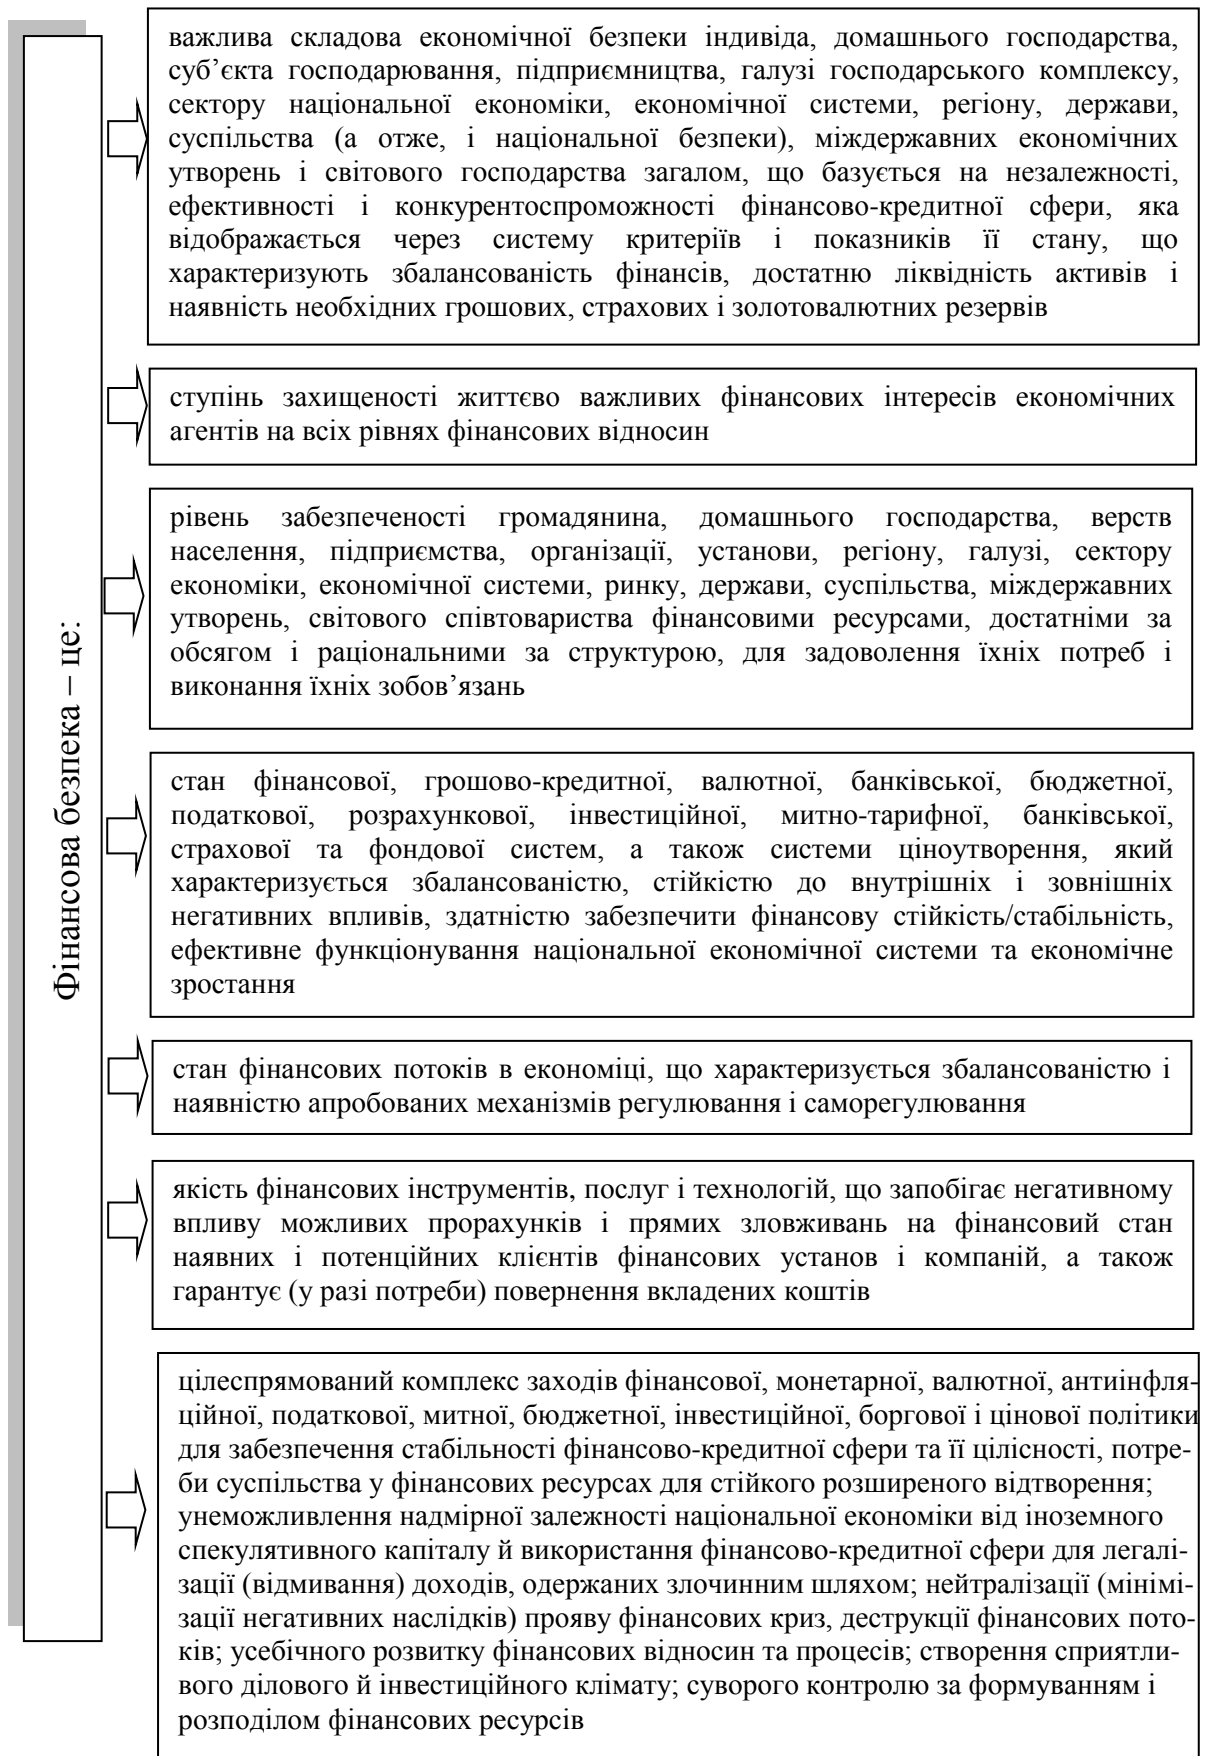 Фінансова безпека – це:
важлива складова економічної безпеки індивіда, домашнього господарства,
суб’єкта господарювання, підприємництва, галузі господарського комплексу,
сектору національної економіки, економічної системи, регіону, держави,
суспільства (а отже, і національної безпеки), міждержавних економічних
утворень і світового господарства загалом, що базується на незалежності,
ефективності і конкурентоспроможності фінансово-кредитної сфери, яка
відображається через систему критеріїв і показників її стану, що
характеризують збалансованість фінансів, достатню ліквідність активів і
наявність необхідних грошових, страхових і золотовалютних резервів
ступінь захищеності життєво важливих фінансових інтересів економічних
агентів на всіх рівнях фінансових відносин
рівень забезпеченості громадянина, домашнього господарства, верств
населення, підприємства, організації, установи, регіону, галузі, сектору
економіки, економічної системи, ринку, держави, суспільства, міждержавних
утворень, світового співтовариства фінансовими ресурсами, достатніми за
обсягом і раціональними за структурою, для задоволення їхніх потреб і
виконання їхніх зобов’язань
стан фінансової, грошово-кредитної, валютної, банківської, бюджетної,
податкової, розрахункової, інвестиційної, митно-тарифної, банківської,
страхової та фондової систем, а також системи ціноутворення, який
характеризується збалансованістю, стійкістю до внутрішніх і зовнішніх
негативних впливів, здатністю забезпечити фінансову стійкість/стабільність,
ефективне функціонування національної економічної системи та економічне
зростання
стан фінансових потоків в економіці, що характеризується збалансованістю і
наявністю апробованих механізмів регулювання і саморегулювання
якість фінансових інструментів, послуг і технологій, що запобігає негативному
впливу можливих прорахунків і прямих зловживань на фінансовий стан
наявних і потенційних клієнтів фінансових установ і компаній, а також
гарантує (у разі потреби) повернення вкладених коштів
цілеспрямований комплекс заходів фінансової, монетарної, валютної, антиінфля-
ційної, податкової, митної, бюджетної, інвестиційної, боргової і цінової політики
для забезпечення стабільності фінансово-кредитної сфери та її цілісності, потре-
би суспільства у фінансових ресурсах для стійкого розширеного відтворення;
унеможливлення надмірної залежності національної економіки від іноземного
спекулятивного капіталу й використання фінансово-кредитної сфери для легалі-
зації (відмивання) доходів, одержаних злочинним шляхом; нейтралізації (мінімі-
зації негативних наслідків) прояву фінансових криз, деструкції фінансових пото-
ків; усебічного розвитку фінансових відносин та процесів; створення сприятли-
вого ділового й інвестиційного клімату; суворого контролю за формуванням і
розподілом фінансових ресурсів